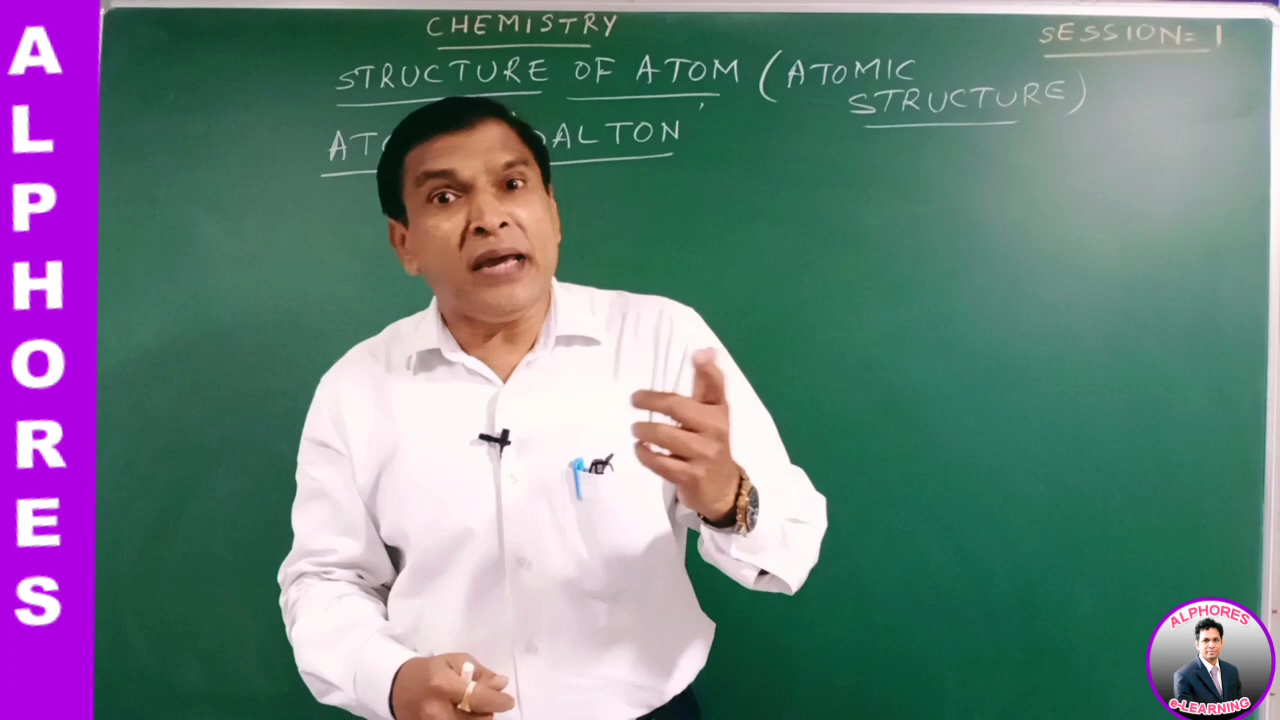 ALPHORES
CHEMISTRY
SESSION= 1
STRUCTURE OF ATOM (ATOMIC
STRUCTURE)
DALTON
ALPHORES
e-LEARNING